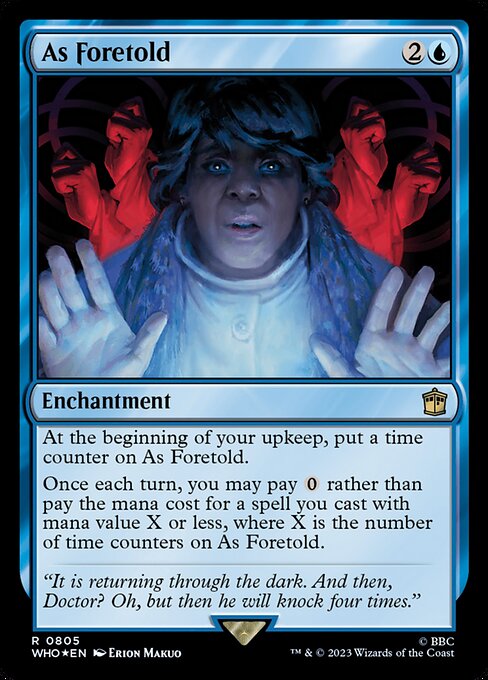 As Foretold 2
Enchantment
At the beginning of your upkeep, put a time
counter on As Foretold.
Once each turn, you may pay 0 rather than
pay the mana cost for a spell you cast with
mana value X or less, where X is the number
of time counters on As Foretold.
“It is returning through the dark. And then,
Doctor? Oh, but then he will knock four times.”
R 0805
WHO★EN Erion Makuo
© BBC
™ & © 2023 Wizards of the Coast